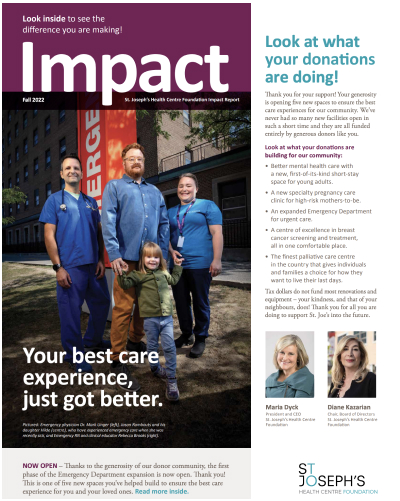 Look inside to see the
difference you are making!
Impact
Fall 2022
St. Joseph's Health Centre Foundation Impact Report
EMERGE
Your best care
experience,
just got better.
Pictured: Emergency physician Dr. Mark Unger (left), Jason Rambaults and his
daughter Hilde (centre), who have experienced emergency care when she was
recently sick, and Emergency RN and clinical educator Rebecca Brooks (right).
NOW OPEN – Thanks to the generosity of our donor community, the first
phase of the Emergency Department expansion is now open. Thank you!
This is one of five new spaces you've helped build to ensure the best care
experience for you and your loved ones. Read more inside.
Look at what
your donations
are doing!
Thank you for your support! Your generosity
is opening five new spaces to ensure the best
care experiences for our community. We've
never had so many new facilities open in
such a short time and they are all funded
entirely by generous donors like you.
Look at what your donations are
building for our community:
• Better mental health care with
a new, first-of-its-kind short-stay
space for young adults.
• A new specialty pregnancy care
clinic for high-risk mothers-to-be.
• An expanded Emergency Department
for urgent care.
• A centre of excellence in breast
cancer screening and treatment,
all in one comfortable place.
• The finest palliative care centre
in the country that gives individuals
and families a choice for how they
want to live their last days.
Tax dollars do not fund most renovations and
equipment – your kindness, and that of your
neighbours, does! Thank you for all you are
doing to support St. Joe's into the future.
Maria Dyck
President and CEO
St. Joseph's Health Centre
Foundation
Diane Kazarian
Chair, Board of Directors
St. Joseph's Health Centre
Foundation
ST
JOSEPH'S
HEALTH CENTRE FOUNDATION